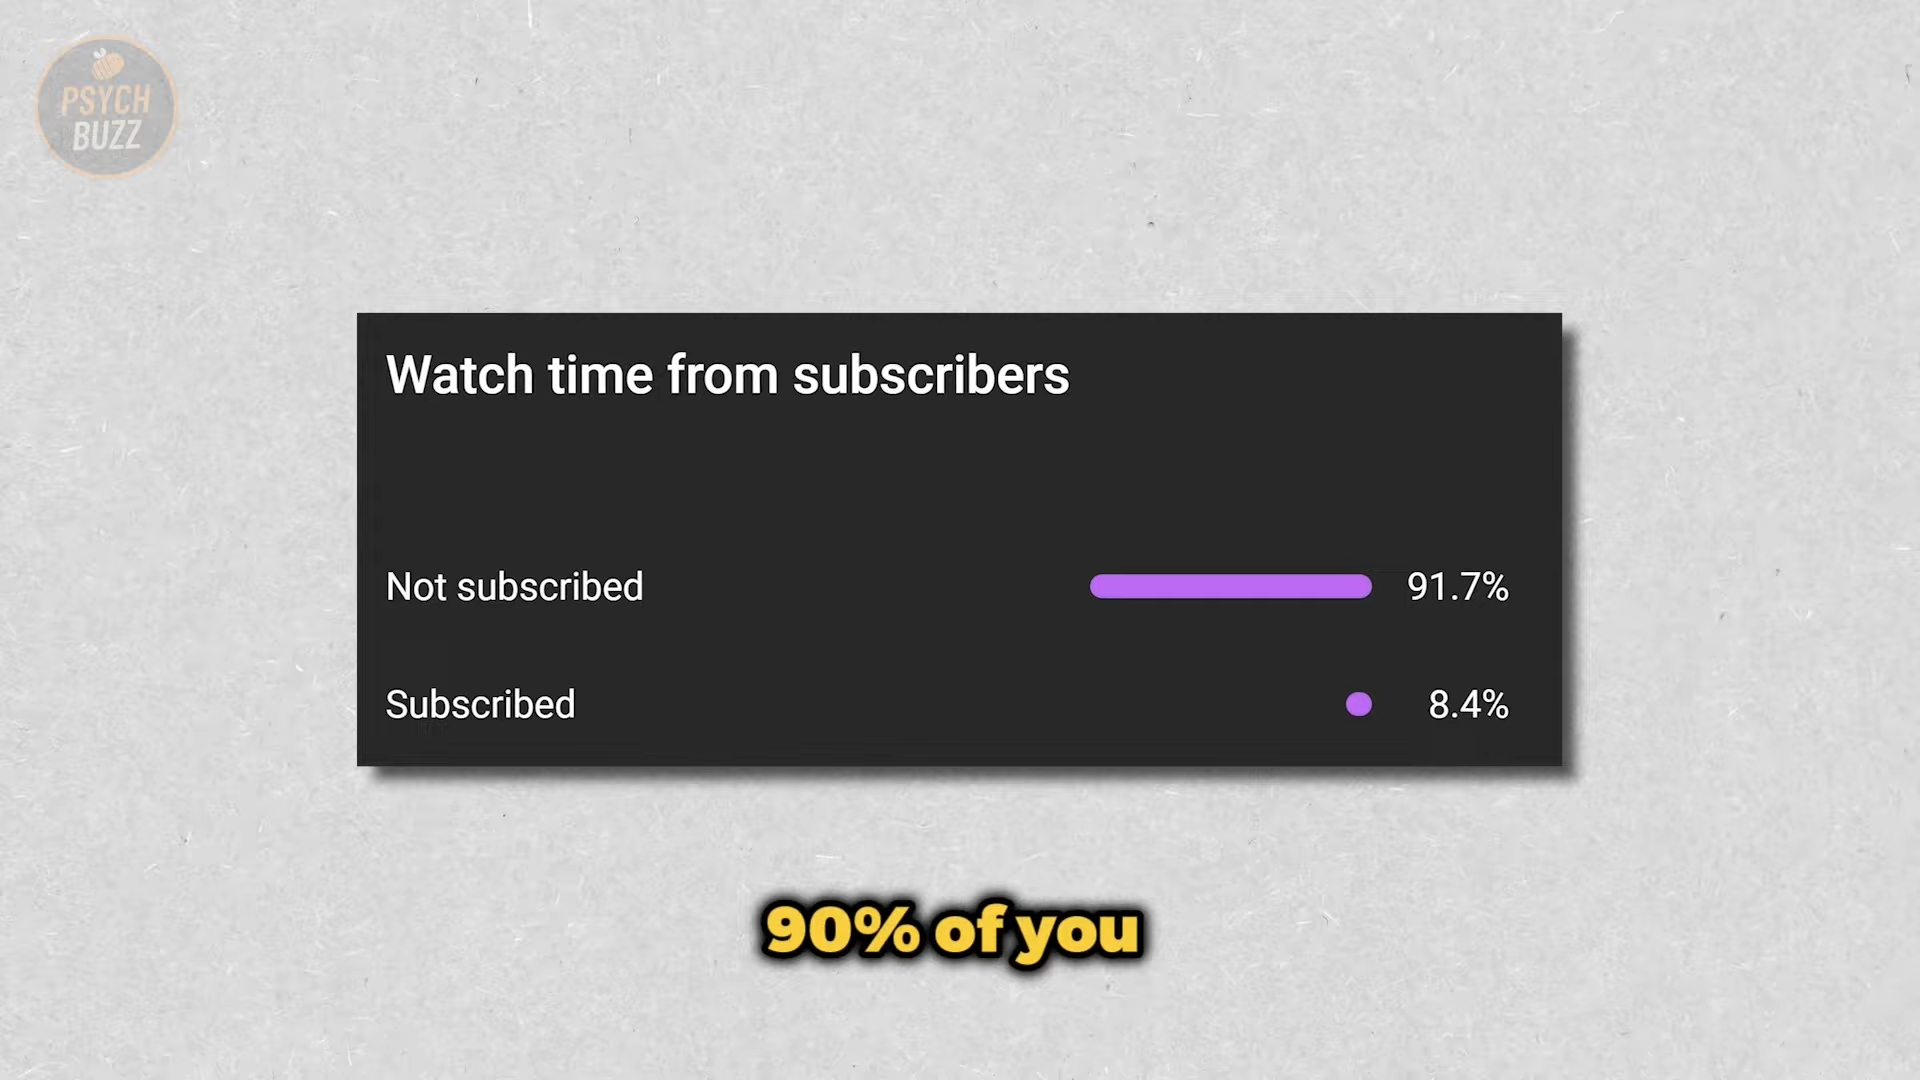 PSYCH
BUZZ
Watch time from subscribers
Not subscribed 91.7%
Subscribed 8.4%
90% of you